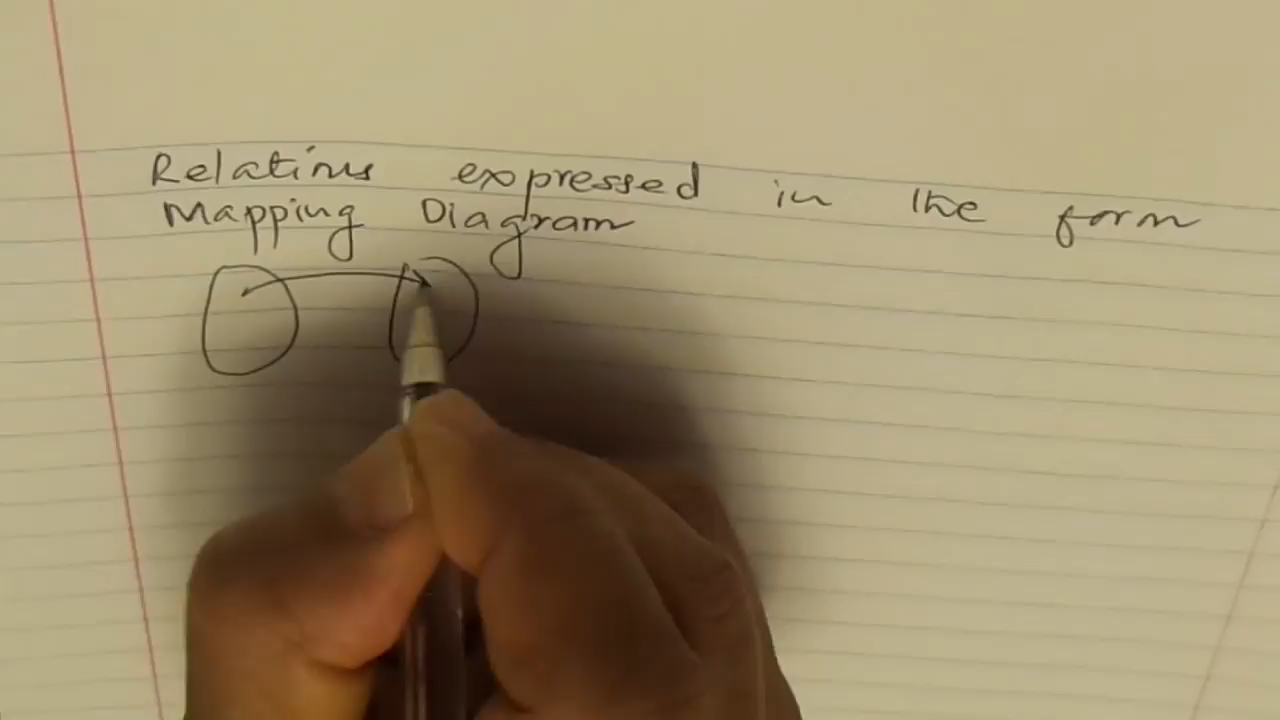 Relations expressed in the form
Mapping Diagram